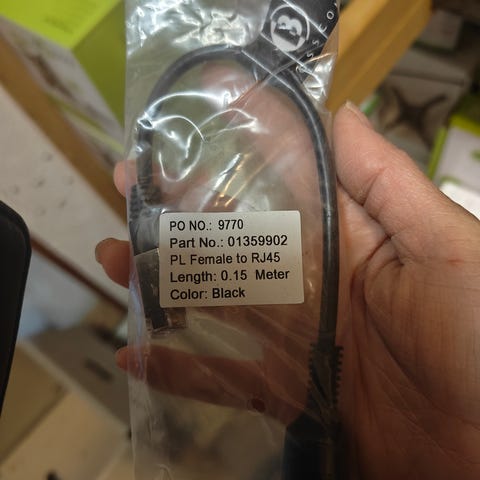 PO NO.: 9770
Part No.: 01359902
PL Female to RJ45
Length: 0.15 Meter
Color: Black